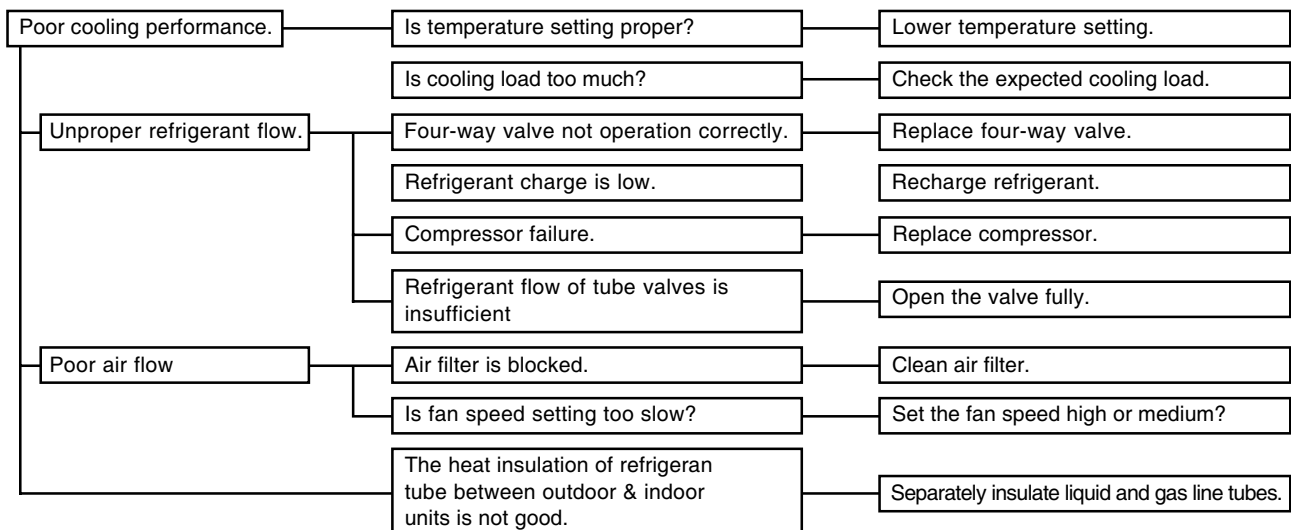 Poor cooling performance.
Is temperature setting proper?
Lower temperature setting.
Is cooling load too much?
Check the expected cooling load.
Unproper refrigerant flow.
Four-way valve not operation correctly.
Replace four-way valve.
Refrigerant charge is low.
Recharge refrigerant.
Compressor failure.
Replace compressor.
Refrigerant flow of tube valves is
insufficient
Open the valve fully.
Poor air flow
Air filter is blocked.
Clean air filter.
Is fan speed setting too slow?
Set the fan speed high or medium?
The heat insulation of refrigeran
tube between outdoor & indoor
units is not good.
Separately insulate liquid and gas line tubes.